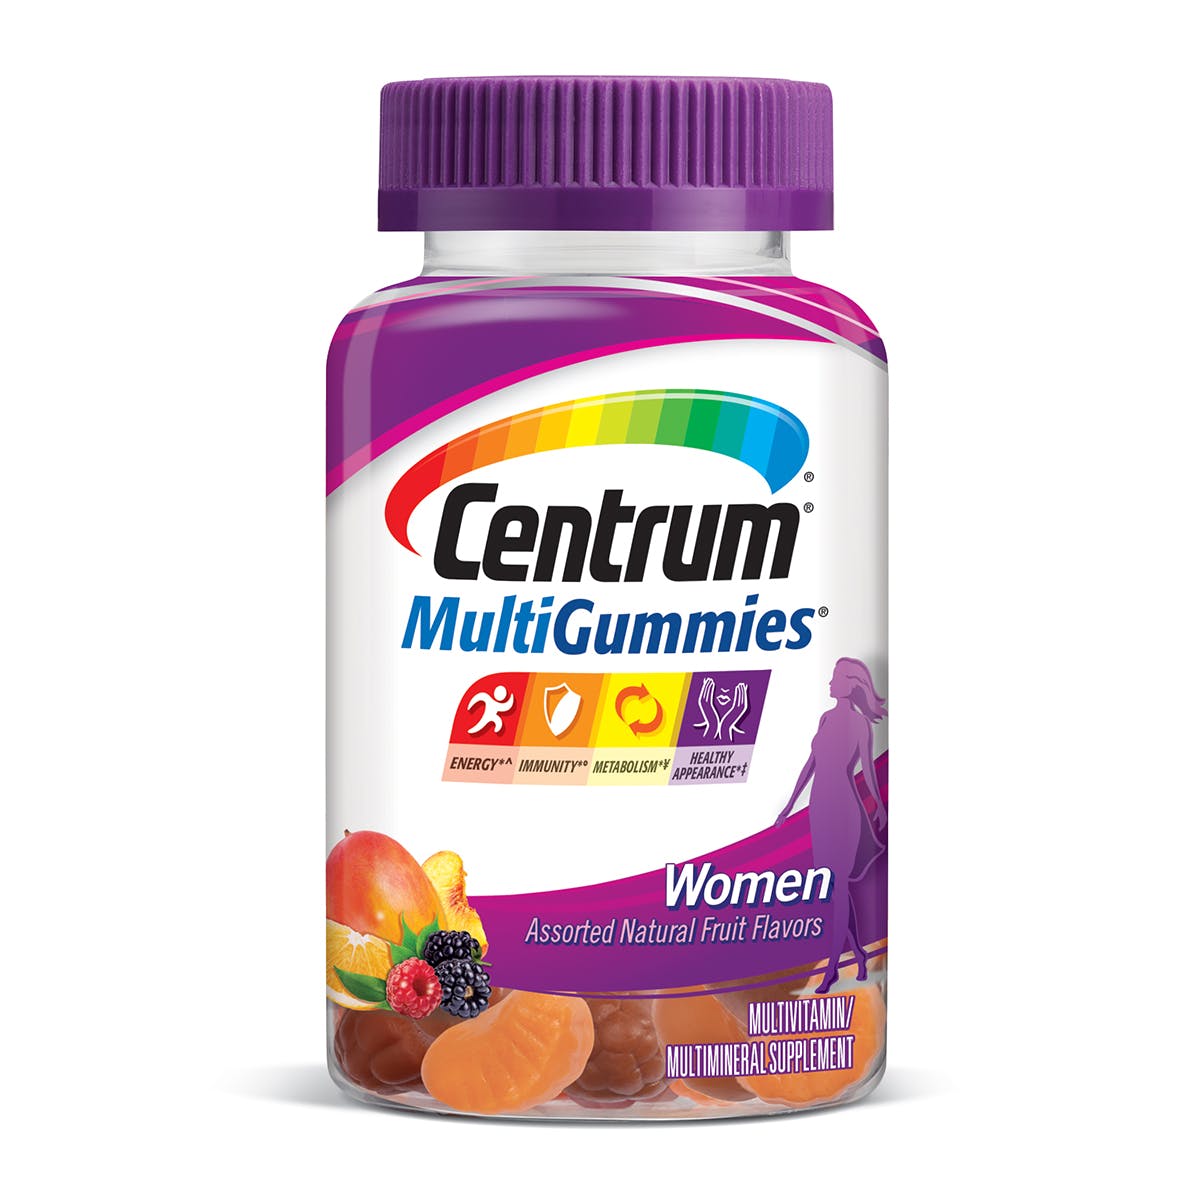 Centrum®
MultiGummies®
ENERGY*^ IMMUNITY*° METABOLISM*¥ HEALTHY
APPEARANCE*‡
Women
Assorted Natural Fruit Flavors
MULTIVITAMIN/
MULTIMINERAL SUPPLEMENT